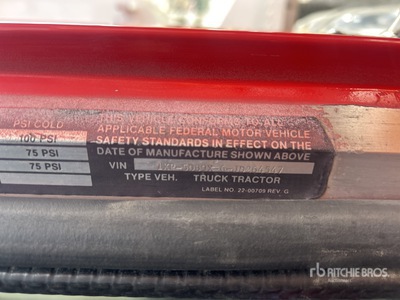 PSI COLD
100 PSI
75 PSI
75 PSI
THIS VEHICLE CONFORMS TO ALL
APPLICABLE FEDERAL MOTOR VEHICLE
SAFETY STANDARDS IN EFFECT ON THE
DATE OF MANUFACTURE SHOWN ABOVE
VIN
TYPE VEH. TRUCK TRACTOR
LABEL NO. 22-00709 REV. G
rb RITCHIE BROS.